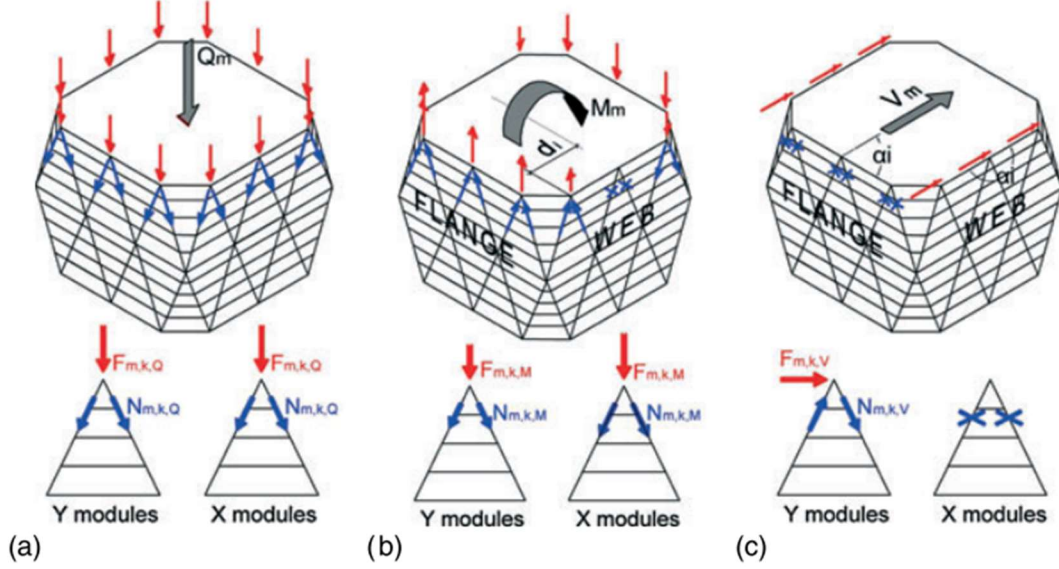 Qm
Fm,k,Q
Fm,k,Q
Nm,k,Q
Nm,k,Q
Y modules
X modules
(a)
Mm
di
FLANGE
WEB
Fm,k,M
Fm,k,M
Nm,k,M
Nm,k,M
Y modules
X modules
(b)
Vm
αi
αi
FLANGE
WEB
Fm,k,V
Nm,k,V
Y modules
X modules
(c)